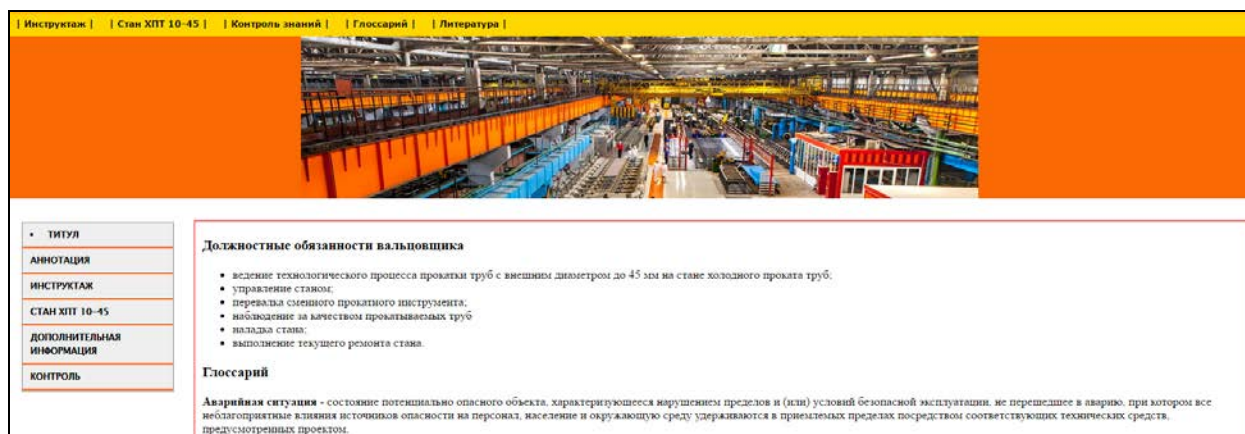 | Инструктаж | | Стан ХПТ 10-45 | | Контроль знаний | | Глоссарий | | Литература |
• ТИТУЛ
АННОТАЦИЯ
ИНСТРУКТАЖ
СТАН ХПТ 10-45
ДОПОЛНИТЕЛЬНАЯ
ИНФОРМАЦИЯ
КОНТРОЛЬ
Должностные обязанности вальцовщика
• ведение технологического процесса прокатки труб с внешним диаметром до 45 мм на стане холодного проката труб;
• управление станом;
• перевалка сменного прокатного инструмента;
• наблюдение за качеством прокатываемых труб
• наладка стана;
• выполнение текущего ремонта стана.
Глоссарий
Аварийная ситуация - состояние потенциально опасного объекта, характеризующееся нарушением пределов и (или) условий безопасной эксплуатации, не перешедшее в аварию, при котором все
неблагоприятные влияния источников опасности на персонал, население и окружающую среду удерживаются в приемлемых пределах посредством соответствующих технических средств,
предусмотренных проектом.